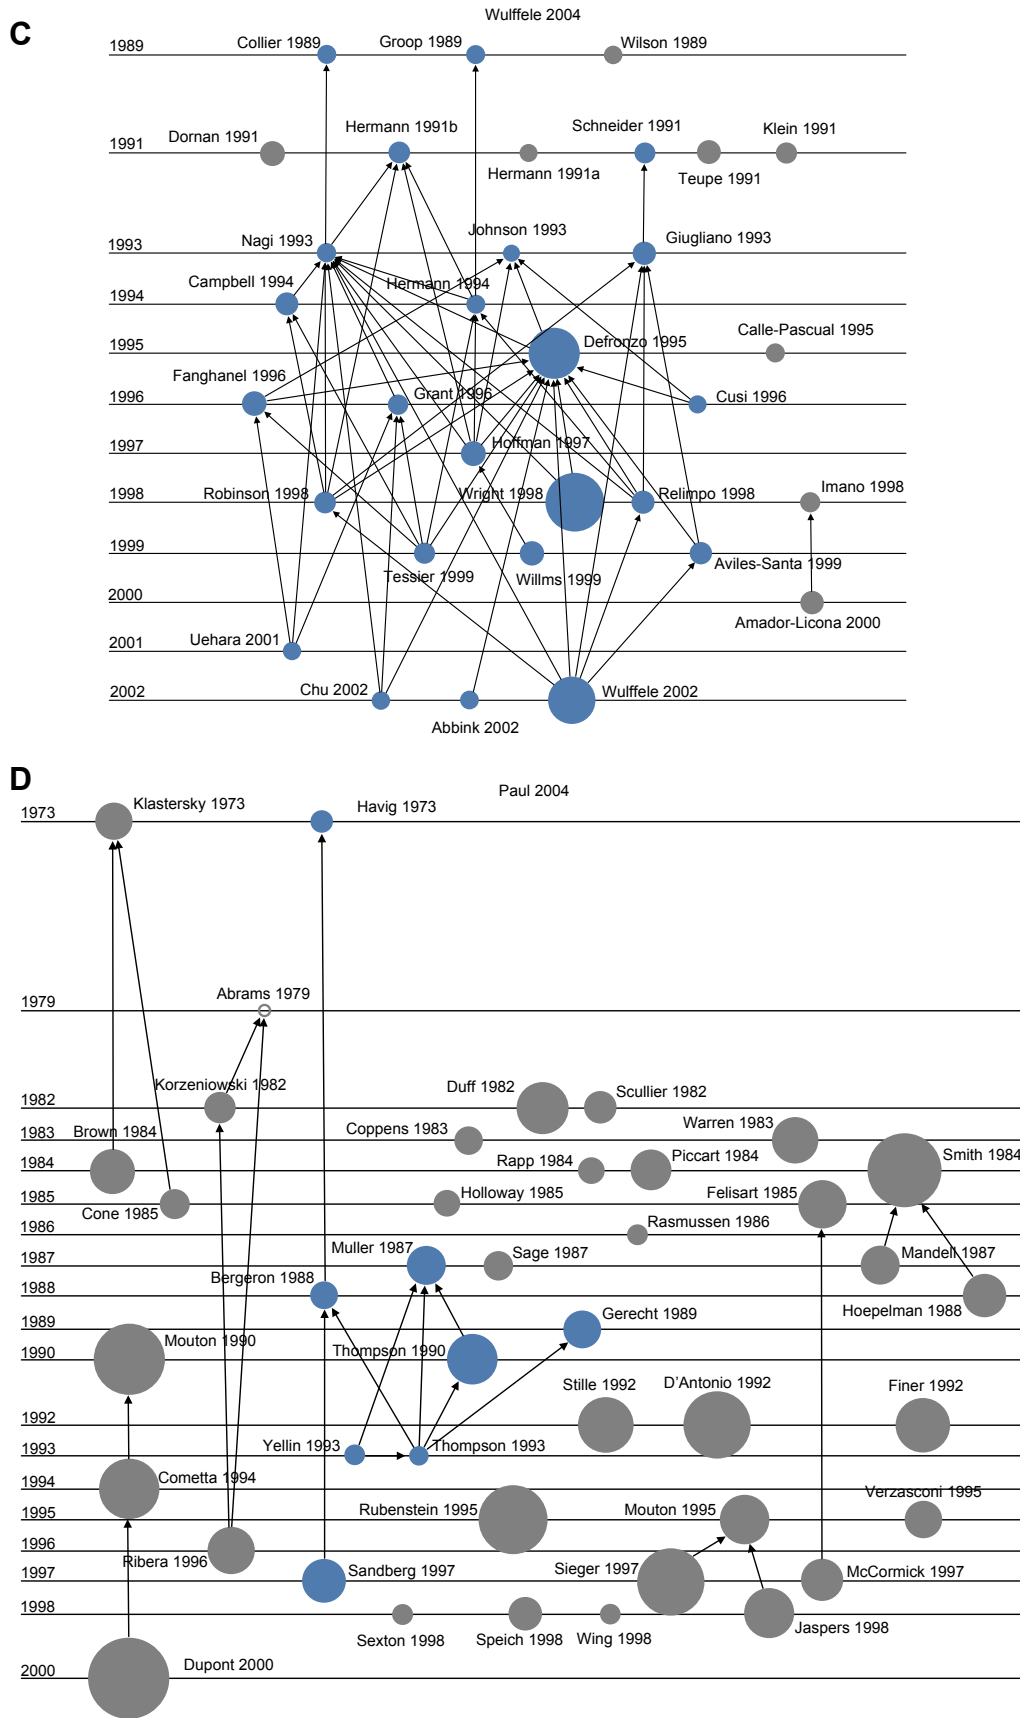 C
Wulffele 2004
1989
Collier 1989
Groop 1989
Wilson 1989
1991
Dornan 1991
Hermann 1991b
Hermann 1991a
Schneider 1991
Teupe 1991
Klein 1991
1993
Nagi 1993
Johnson 1993
Giugliano 1993
1994
Campbell 1994
Hermann 1994
1995
Defronzo 1995
Calle-Pascual 1995
1996
Fanghanel 1996
Grant 1996
Cusi 1996
1997
Hoffman 1997
1998
Robinson 1998
Wright 1998
Relimpo 1998
Imano 1998
1999
Tessier 1999
Willms 1999
Aviles-Santa 1999
2000
Amador-Licona 2000
2001
Uehara 2001
2002
Chu 2002
Abbink 2002
Wulffele 2002
D
Paul 2004
1973
Klastersky 1973
Havig 1973
1979
Abrams 1979
1982
Korzeniowski 1982
Duff 1982
Scullier 1982
1983
Brown 1984
Coppens 1983
Warren 1983
1984
Rapp 1984
Piccart 1984
Smith 1984
1985
Cone 1985
Holloway 1985
Felisart 1985
1986
Rasmussen 1986
1987
Muller 1987
Sage 1987
Mandell 1987
1988
Bergeron 1988
Hoepelman 1988
1989
Gerecht 1989
1990
Mouton 1990
Thompson 1990
1992
Stille 1992
D'Antonio 1992
Finer 1992
1993
Yellin 1993
Thompson 1993
1994
Cometta 1994
1995
Rubenstein 1995
Mouton 1995
Verzasconi 1995
1996
Ribera 1996
1997
Sandberg 1997
Sieger 1997
McCormick 1997
1998
Sexton 1998
Speich 1998
Wing 1998
Jaspers 1998
2000
Dupont 2000